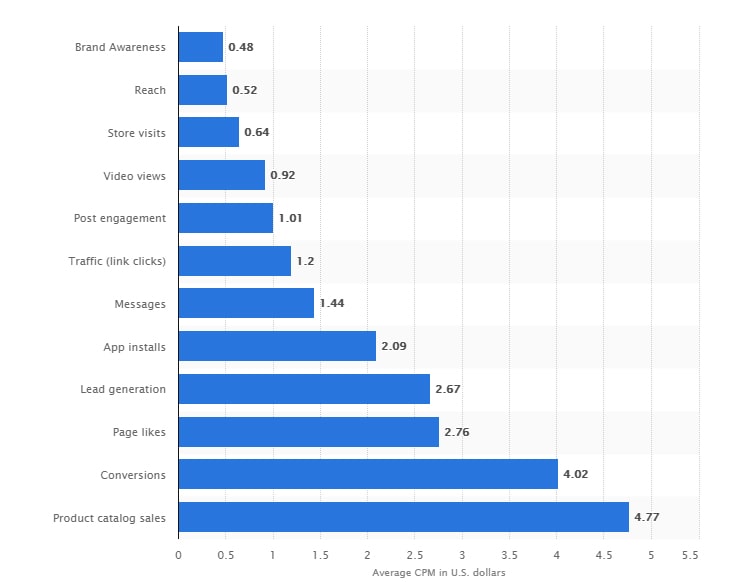 Brand Awareness 0.48
Reach 0.52
Store visits 0.64
Video views 0.92
Post engagement 1.01
Traffic (link clicks) 1.2
Messages 1.44
App installs 2.09
Lead generation 2.67
Page likes 2.76
Conversions 4.02
Product catalog sales 4.77
0 0.5 1 1.5 2 2.5 3 3.5 4 4.5 5 5.5
Average CPM in U.S. dollars